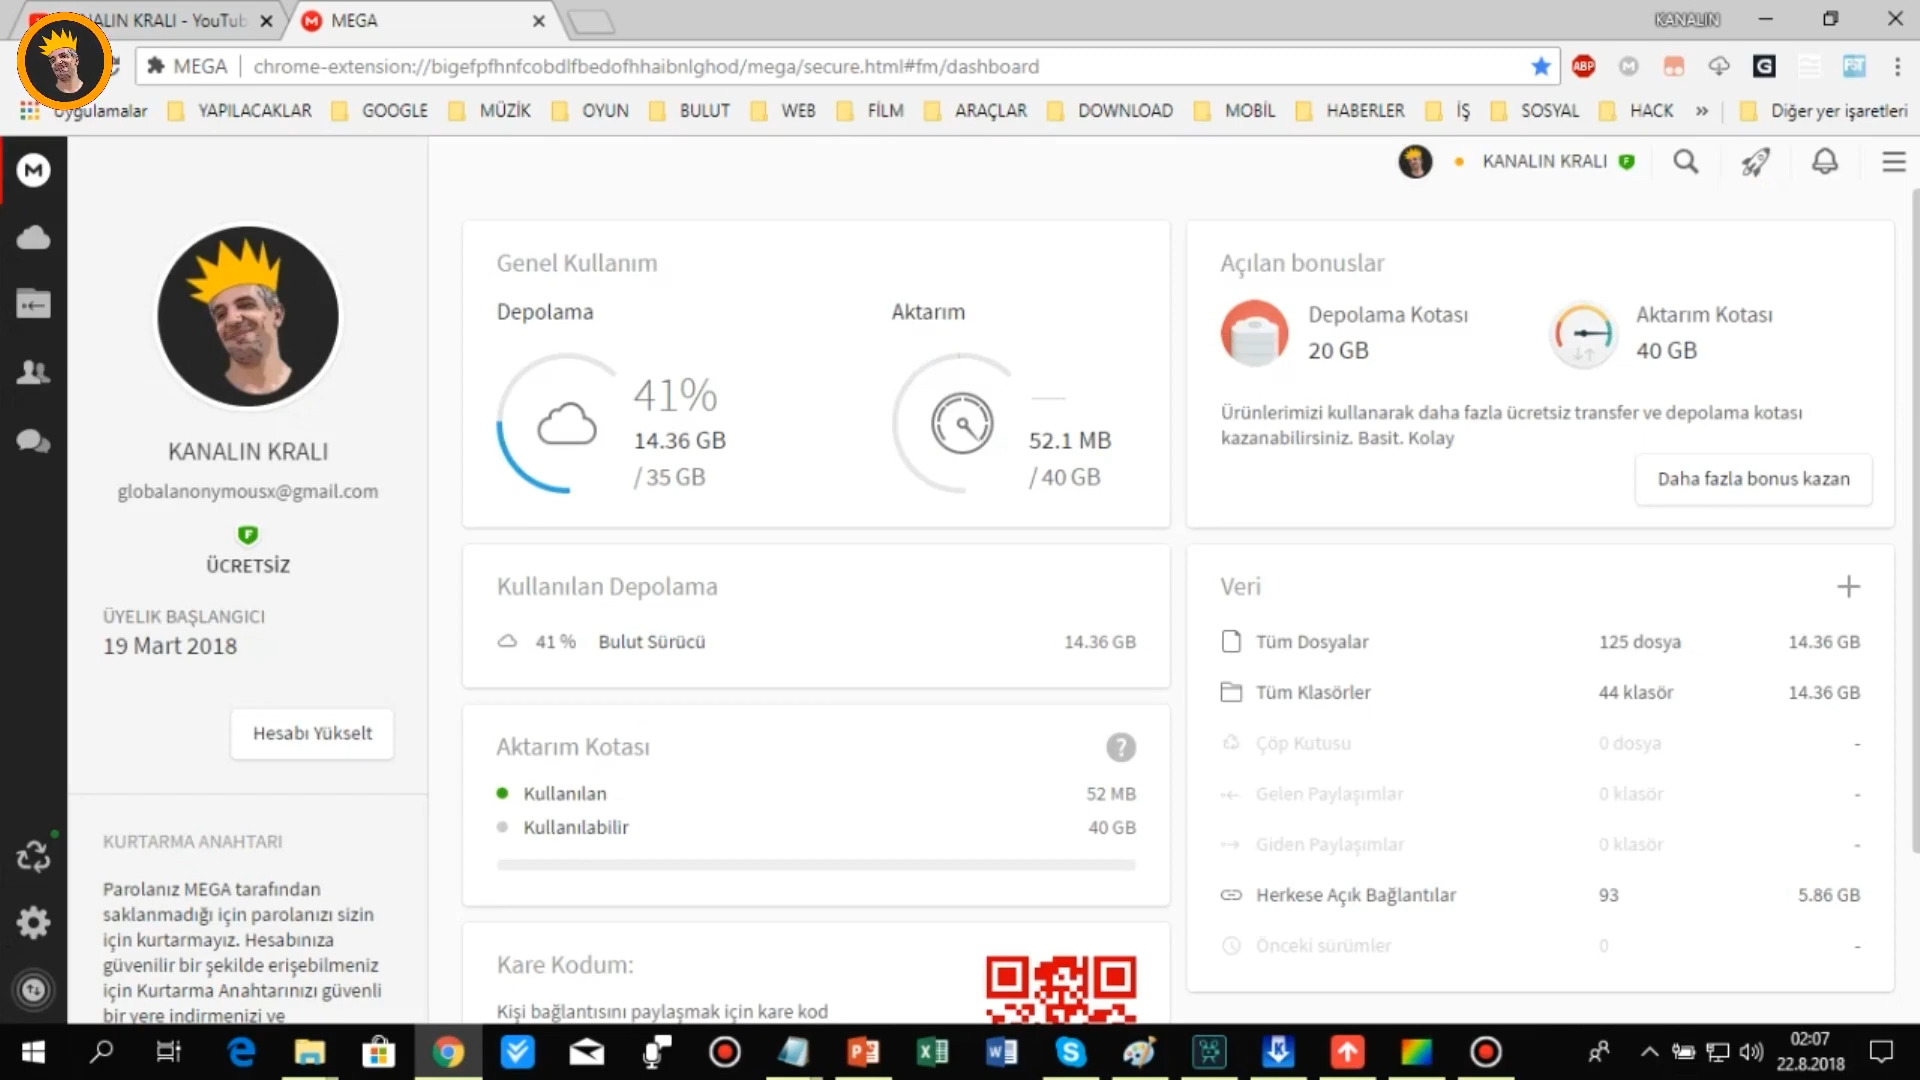 KANALIN KRALI - YouTub
MEGA
KANALIN
MEGA
chrome-extension://bigefpfhnfcobdlfbedofhhaibnlghod/mega/secure.html#fm/dashboard
ABP
Uygulamalar
YAPILACAKLAR
GOOGLE
MÜZİK
OYUN
BULUT
WEB
FİLM
ARAÇLAR
DOWNLOAD
MOBİL
HABERLER
İŞ
SOSYAL
HACK
»
Diğer yer işaretleri
KANALIN KRALI
KANALIN KRALI
globalanonymousx@gmail.com
ÜCRETSİZ
ÜYELIK BAŞLANGICI
19 Mart 2018
Hesabı Yükselt
KURTARMA ANAHTARI
Parolanız MEGA tarafından
saklanmadığı için parolanızı sizin
için kurtarmayız. Hesabınıza
güvenilir bir şekilde erişebilmeniz
için Kurtarma Anahtarınızı güvenli
bir yere indirmenizi ve
Genel Kullanım
Depolama
Aktarım
41%
14.36 GB
/ 35 GB
52.1 MB
/ 40 GB
Kullanılan Depolama
41 % Bulut Sürücü 14.36 GB
Aktarım Kotası
?
Kullanılan 52 MB
Kullanılabilir 40 GB
Kare Kodum:
Kişi bağlantısını paylaşmak için kare kod
Açılan bonuslar
Depolama Kotası
20 GB
Aktarım Kotası
40 GB
Ürünlerimizi kullanarak daha fazla ücretsiz transfer ve depolama kotası
kazanabilirsiniz. Basit. Kolay
Daha fazla bonus kazan
Veri
Tüm Dosyalar 125 dosya 14.36 GB
Tüm Klasörler 44 klasör 14.36 GB
Çöp Kutusu 0 dosya -
Gelen Paylaşımlar 0 klasör -
Giden Paylaşımlar 0 klasör -
Herkese Açık Bağlantılar 93 5.86 GB
Önceki sürümler 0 -
02:07
22.8.2018